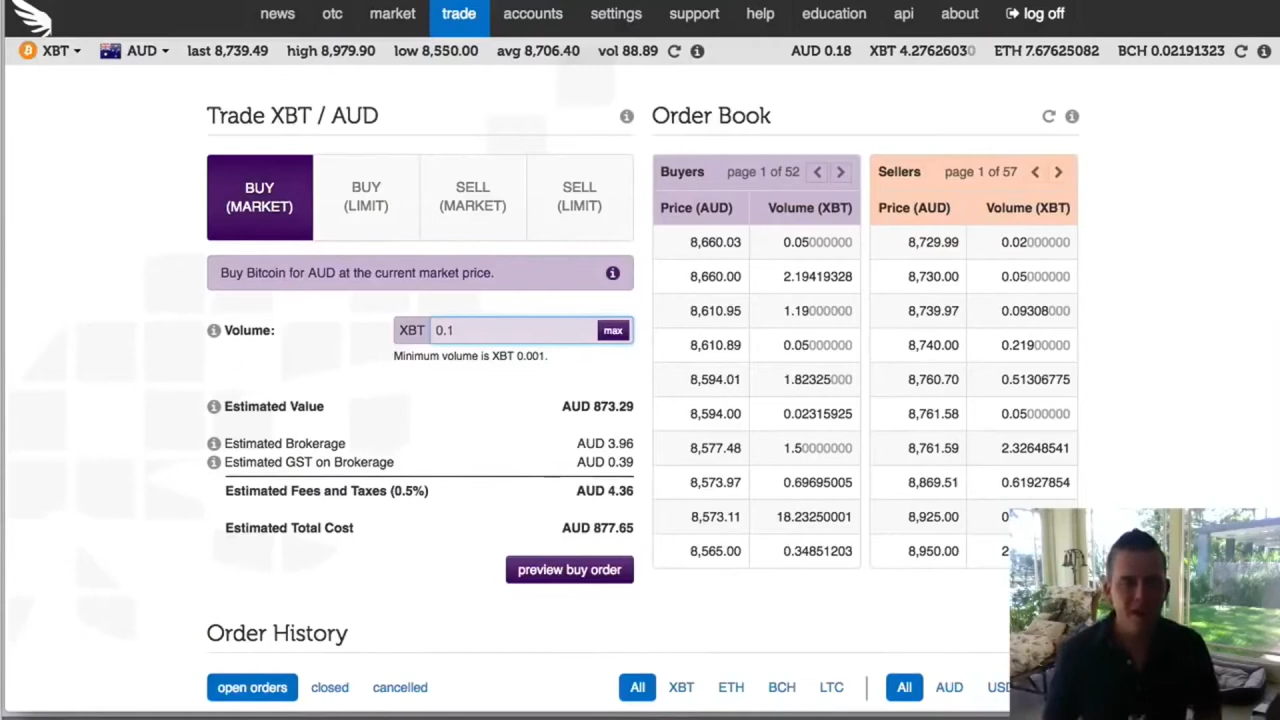 news otc market trade accounts settings support help education api about log off
XBT AUD last 8,739.49 high 8,979.90 low 8,550.00 avg 8,706.40 vol 88.89 AUD 0.18 XBT 4.27626030 ETH 7.67625082 BCH 0.02191323
Trade XBT / AUD
BUY (MARKET)
BUY (LIMIT)
SELL (MARKET)
SELL (LIMIT)
Buy Bitcoin for AUD at the current market price.
Volume: XBT 0.1 max
Minimum volume is XBT 0.001.
Estimated Value AUD 873.29
Estimated Brokerage AUD 3.96
Estimated GST on Brokerage AUD 0.39
Estimated Fees and Taxes (0.5%) AUD 4.36
Estimated Total Cost AUD 877.65
preview buy order
Order Book
Buyers page 1 of 52
Price (AUD) Volume (XBT)
8,660.03 0.05000000
8,660.00 2.19419328
8,610.95 1.19000000
8,610.89 0.05000000
8,594.01 1.82325000
8,594.00 0.02315925
8,577.48 1.50000000
8,573.97 0.69695005
8,573.11 18.23250001
8,565.00 0.34851203
Sellers page 1 of 57
Price (AUD) Volume (XBT)
8,729.99 0.02000000
8,730.00 0.05000000
8,739.97 0.09308000
8,740.00 0.21900000
8,760.70 0.51306775
8,761.58 0.05000000
8,761.59 2.32648541
8,869.51 0.61927854
8,925.00
8,950.00
Order History
open orders closed cancelled All XBT ETH BCH LTC All AUD